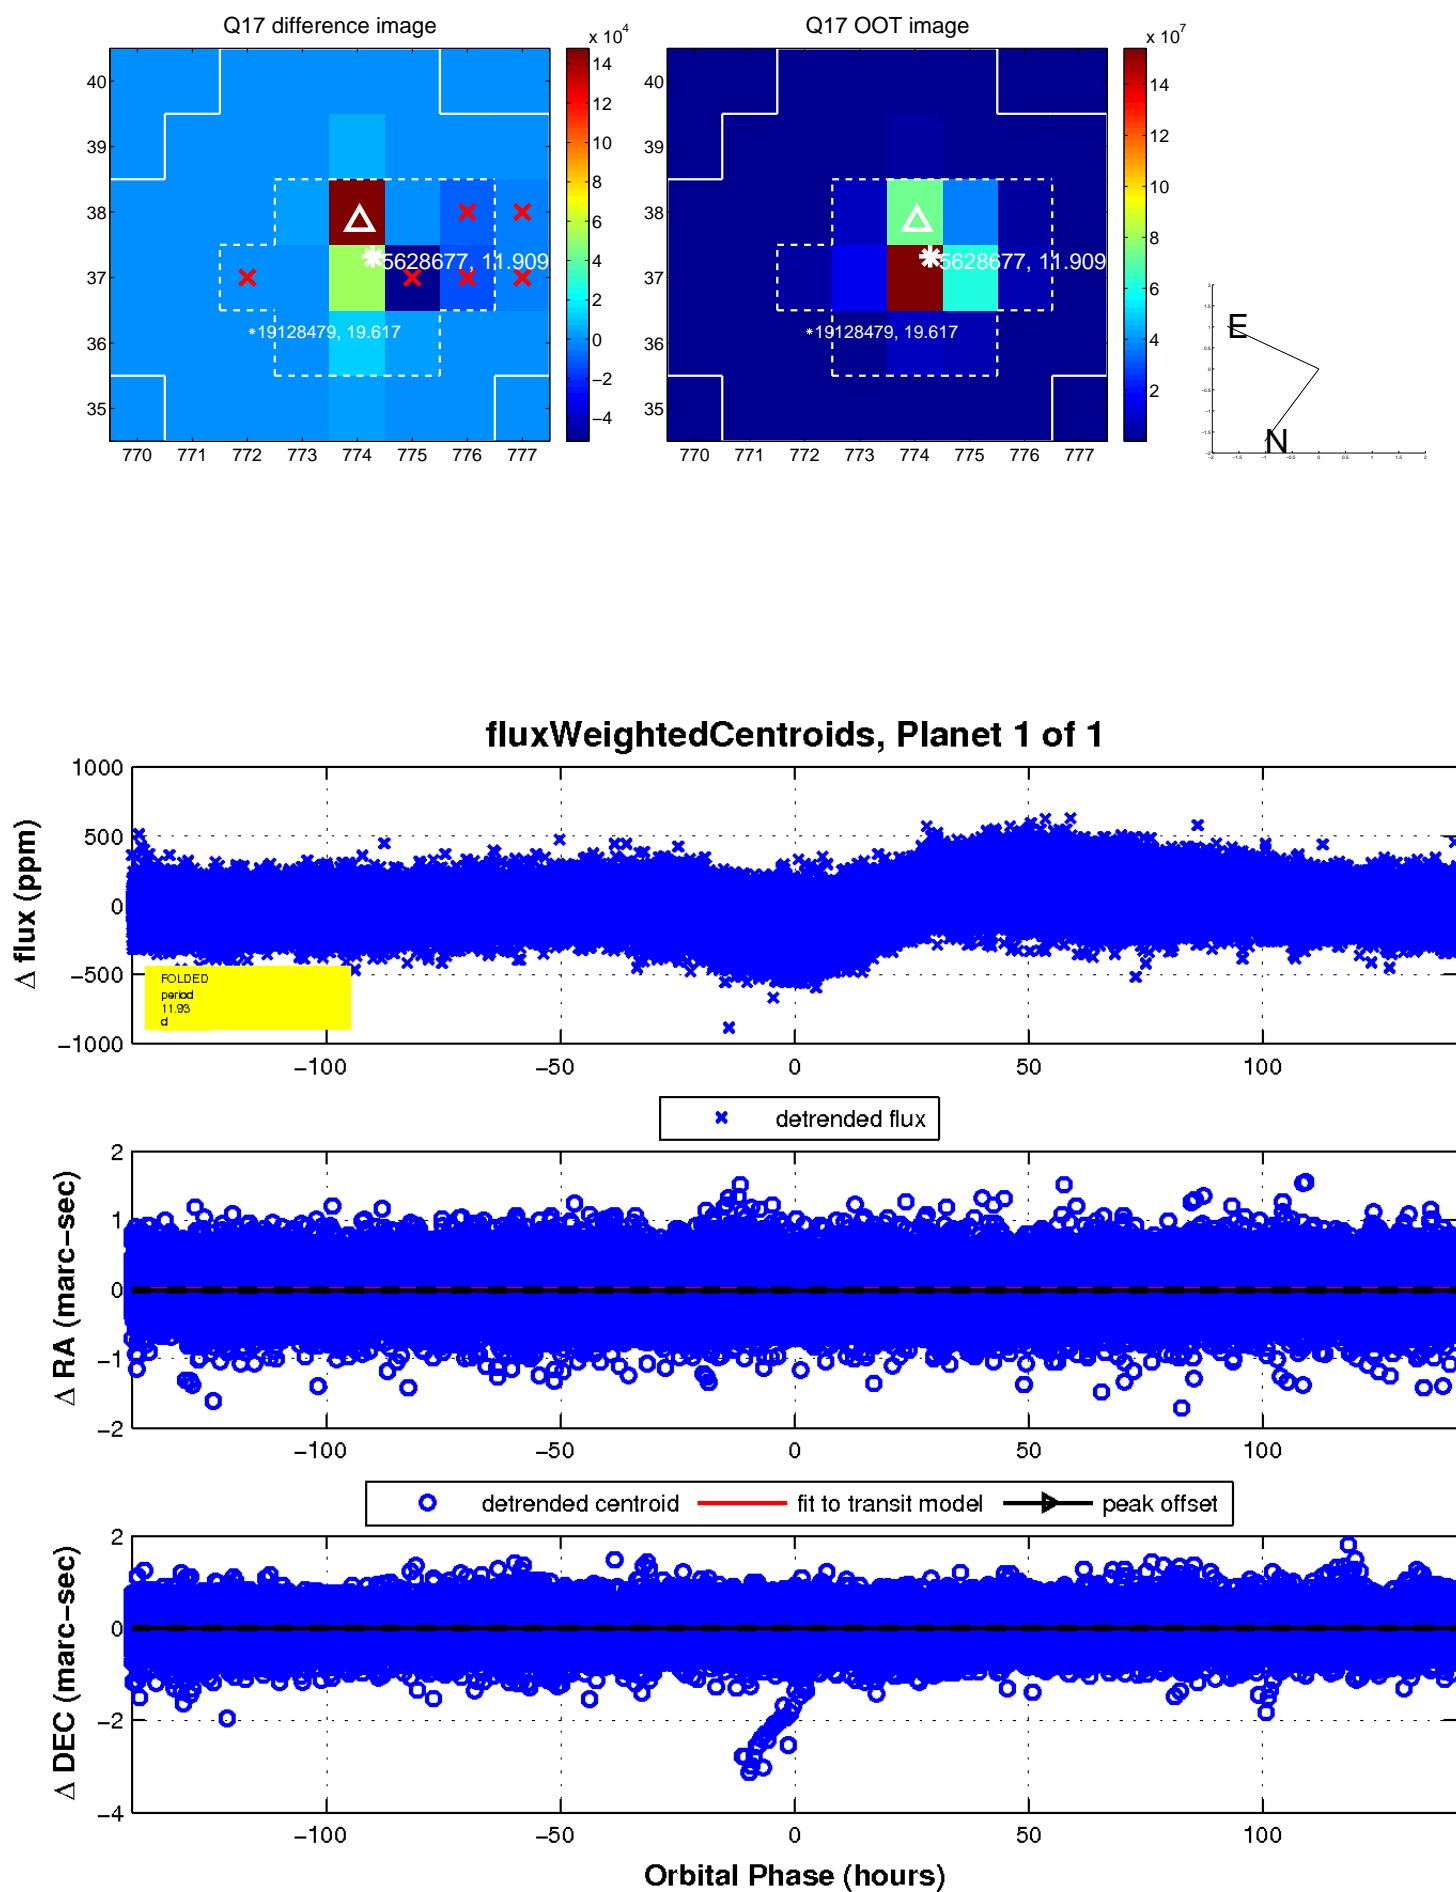 Q17 difference image
Q17 OOT image
x 10^4
x 10^7
40
39
38
37
36
35
770 771 772 773 774 775 776 777
5628677, 11.909
19128479, 19.617
14
12
10
8
6
4
2
0
−2
−4
40
39
38
37
36
35
770 771 772 773 774 775 776 777
5628677, 11.909
19128479, 19.617
14
12
10
8
6
4
2
E
N
fluxWeightedCentroids, Planet 1 of 1
Δ flux (ppm)
1000
500
0
−500
−1000
FOLDED
period
11.93
d
−100 −50 0 50 100
detrended flux
Δ RA (marc−sec)
2
1
0
−1
−2
−100 −50 0 50 100
detrended centroid fit to transit model peak offset
Δ DEC (marc−sec)
2
0
−2
−4
−100 −50 0 50 100
Orbital Phase (hours)